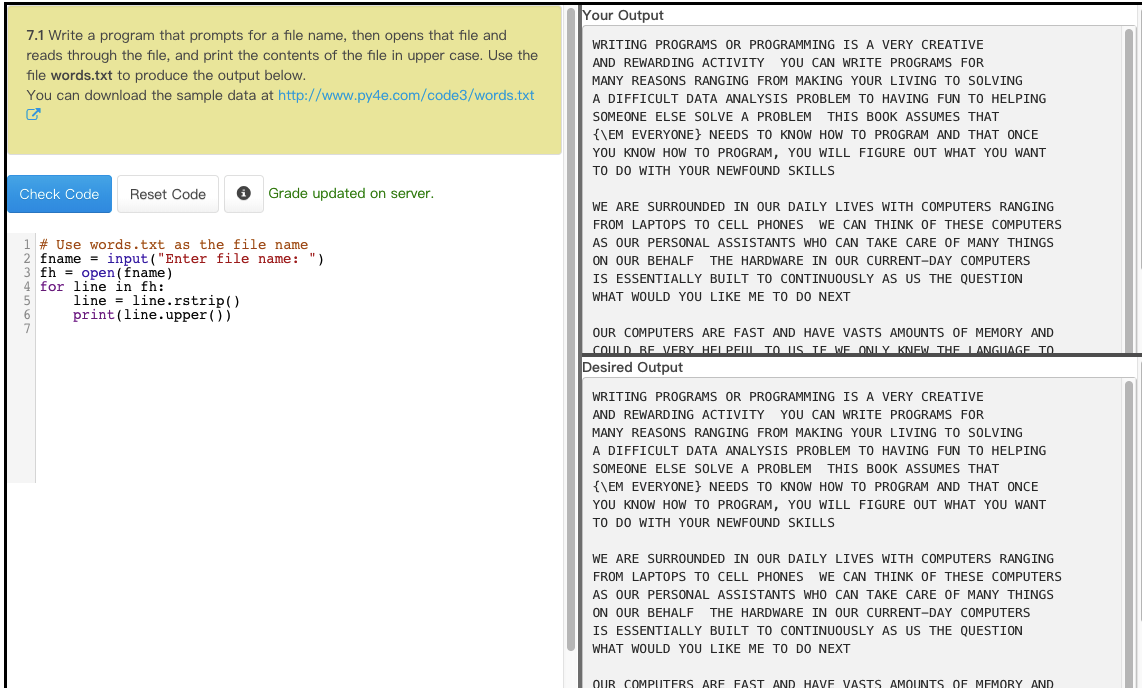 7.1 Write a program that prompts for a file name, then opens that file and
reads through the file, and print the contents of the file in upper case. Use the
file words.txt to produce the output below.
You can download the sample data at http://www.py4e.com/code3/words.txt
Check Code
Reset Code
Grade updated on server.
1 # Use words.txt as the file name
2 fname = input("Enter file name: ")
3 fh = open(fname)
4 for line in fh:
5     line = line.rstrip()
6     print(line.upper())
7
Your Output
WRITING PROGRAMS OR PROGRAMMING IS A VERY CREATIVE
AND REWARDING ACTIVITY  YOU CAN WRITE PROGRAMS FOR
MANY REASONS RANGING FROM MAKING YOUR LIVING TO SOLVING
A DIFFICULT DATA ANALYSIS PROBLEM TO HAVING FUN TO HELPING
SOMEONE ELSE SOLVE A PROBLEM  THIS BOOK ASSUMES THAT
{\EM EVERYONE} NEEDS TO KNOW HOW TO PROGRAM AND THAT ONCE
YOU KNOW HOW TO PROGRAM, YOU WILL FIGURE OUT WHAT YOU WANT
TO DO WITH YOUR NEWFOUND SKILLS
WE ARE SURROUNDED IN OUR DAILY LIVES WITH COMPUTERS RANGING
FROM LAPTOPS TO CELL PHONES  WE CAN THINK OF THESE COMPUTERS
AS OUR PERSONAL ASSISTANTS WHO CAN TAKE CARE OF MANY THINGS
ON OUR BEHALF  THE HARDWARE IN OUR CURRENT-DAY COMPUTERS
IS ESSENTIALLY BUILT TO CONTINUOUSLY AS US THE QUESTION
WHAT WOULD YOU LIKE ME TO DO NEXT
OUR COMPUTERS ARE FAST AND HAVE VASTS AMOUNTS OF MEMORY AND
COULD BE VERY HELPFUL TO US IF WE ONLY KNEW THE LANGUAGE TO
Desired Output
WRITING PROGRAMS OR PROGRAMMING IS A VERY CREATIVE
AND REWARDING ACTIVITY  YOU CAN WRITE PROGRAMS FOR
MANY REASONS RANGING FROM MAKING YOUR LIVING TO SOLVING
A DIFFICULT DATA ANALYSIS PROBLEM TO HAVING FUN TO HELPING
SOMEONE ELSE SOLVE A PROBLEM  THIS BOOK ASSUMES THAT
{\EM EVERYONE} NEEDS TO KNOW HOW TO PROGRAM AND THAT ONCE
YOU KNOW HOW TO PROGRAM, YOU WILL FIGURE OUT WHAT YOU WANT
TO DO WITH YOUR NEWFOUND SKILLS
WE ARE SURROUNDED IN OUR DAILY LIVES WITH COMPUTERS RANGING
FROM LAPTOPS TO CELL PHONES  WE CAN THINK OF THESE COMPUTERS
AS OUR PERSONAL ASSISTANTS WHO CAN TAKE CARE OF MANY THINGS
ON OUR BEHALF  THE HARDWARE IN OUR CURRENT-DAY COMPUTERS
IS ESSENTIALLY BUILT TO CONTINUOUSLY AS US THE QUESTION
WHAT WOULD YOU LIKE ME TO DO NEXT
OUR COMPUTERS ARE FAST AND HAVE VASTS AMOUNTS OF MEMORY AND